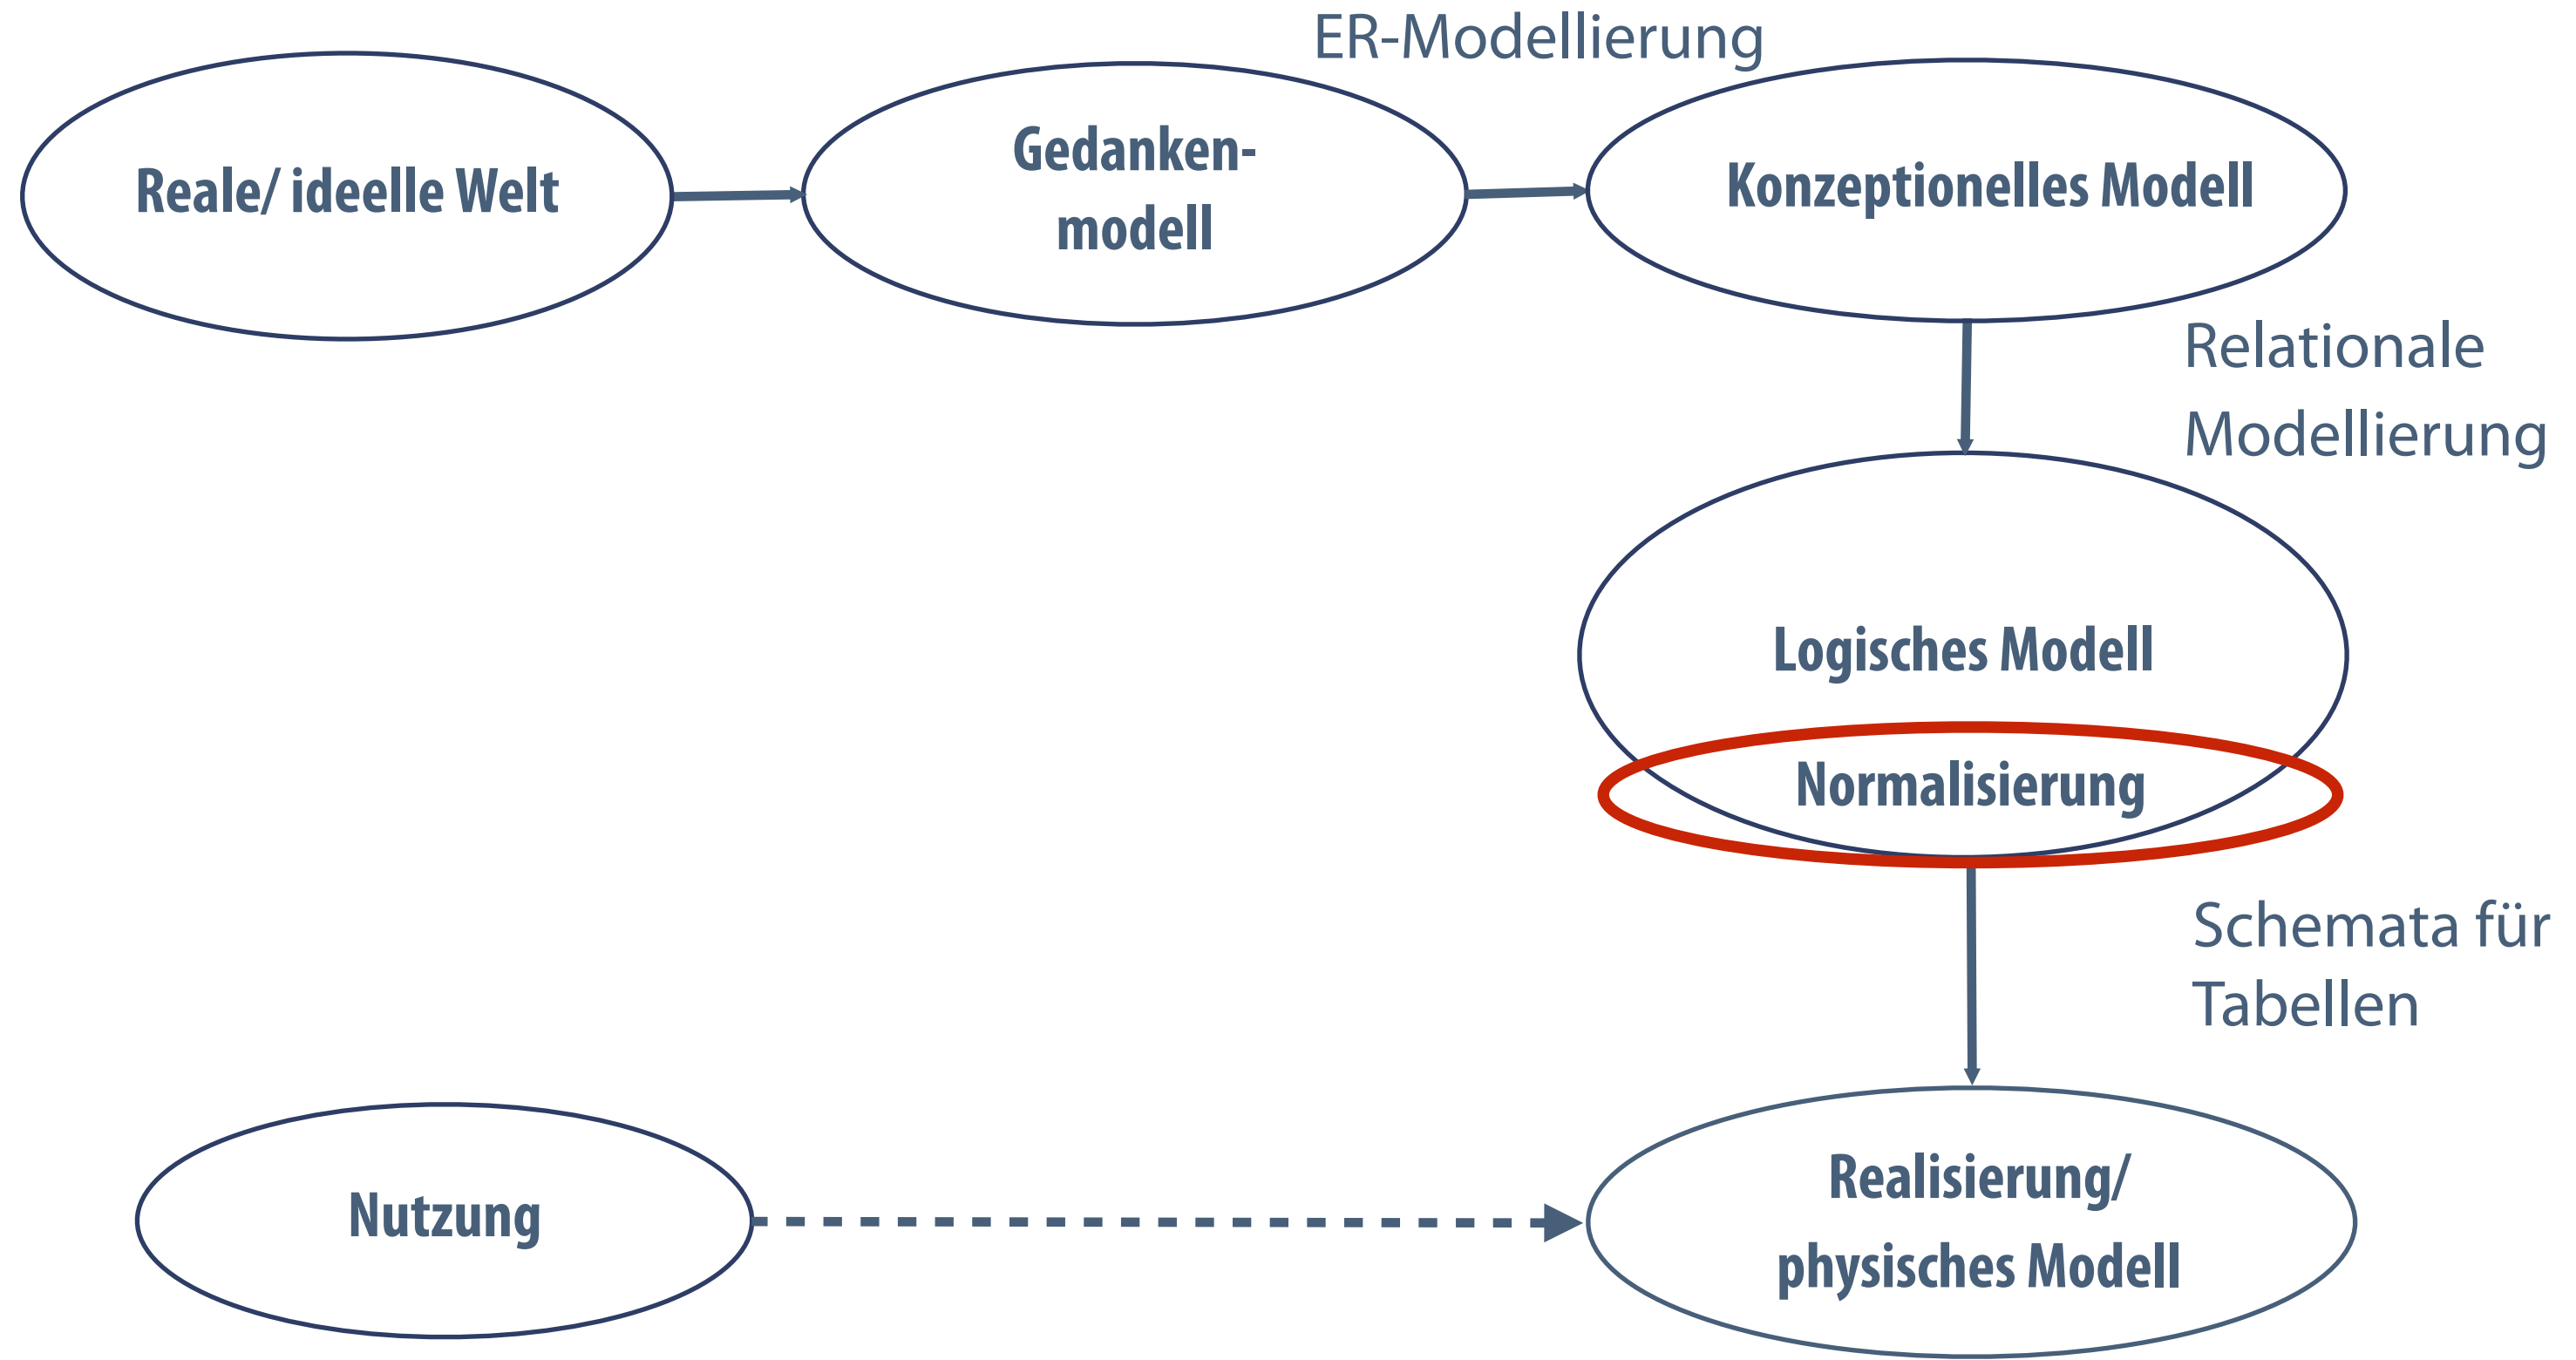 ER-Modellierung
Reale/ ideelle Welt
Gedanken-
modell
Konzeptionelles Modell
Relationale
Modellierung
Logisches Modell
Normalisierung
Schemata für
Tabellen
Nutzung
Realisierung/
physisches Modell